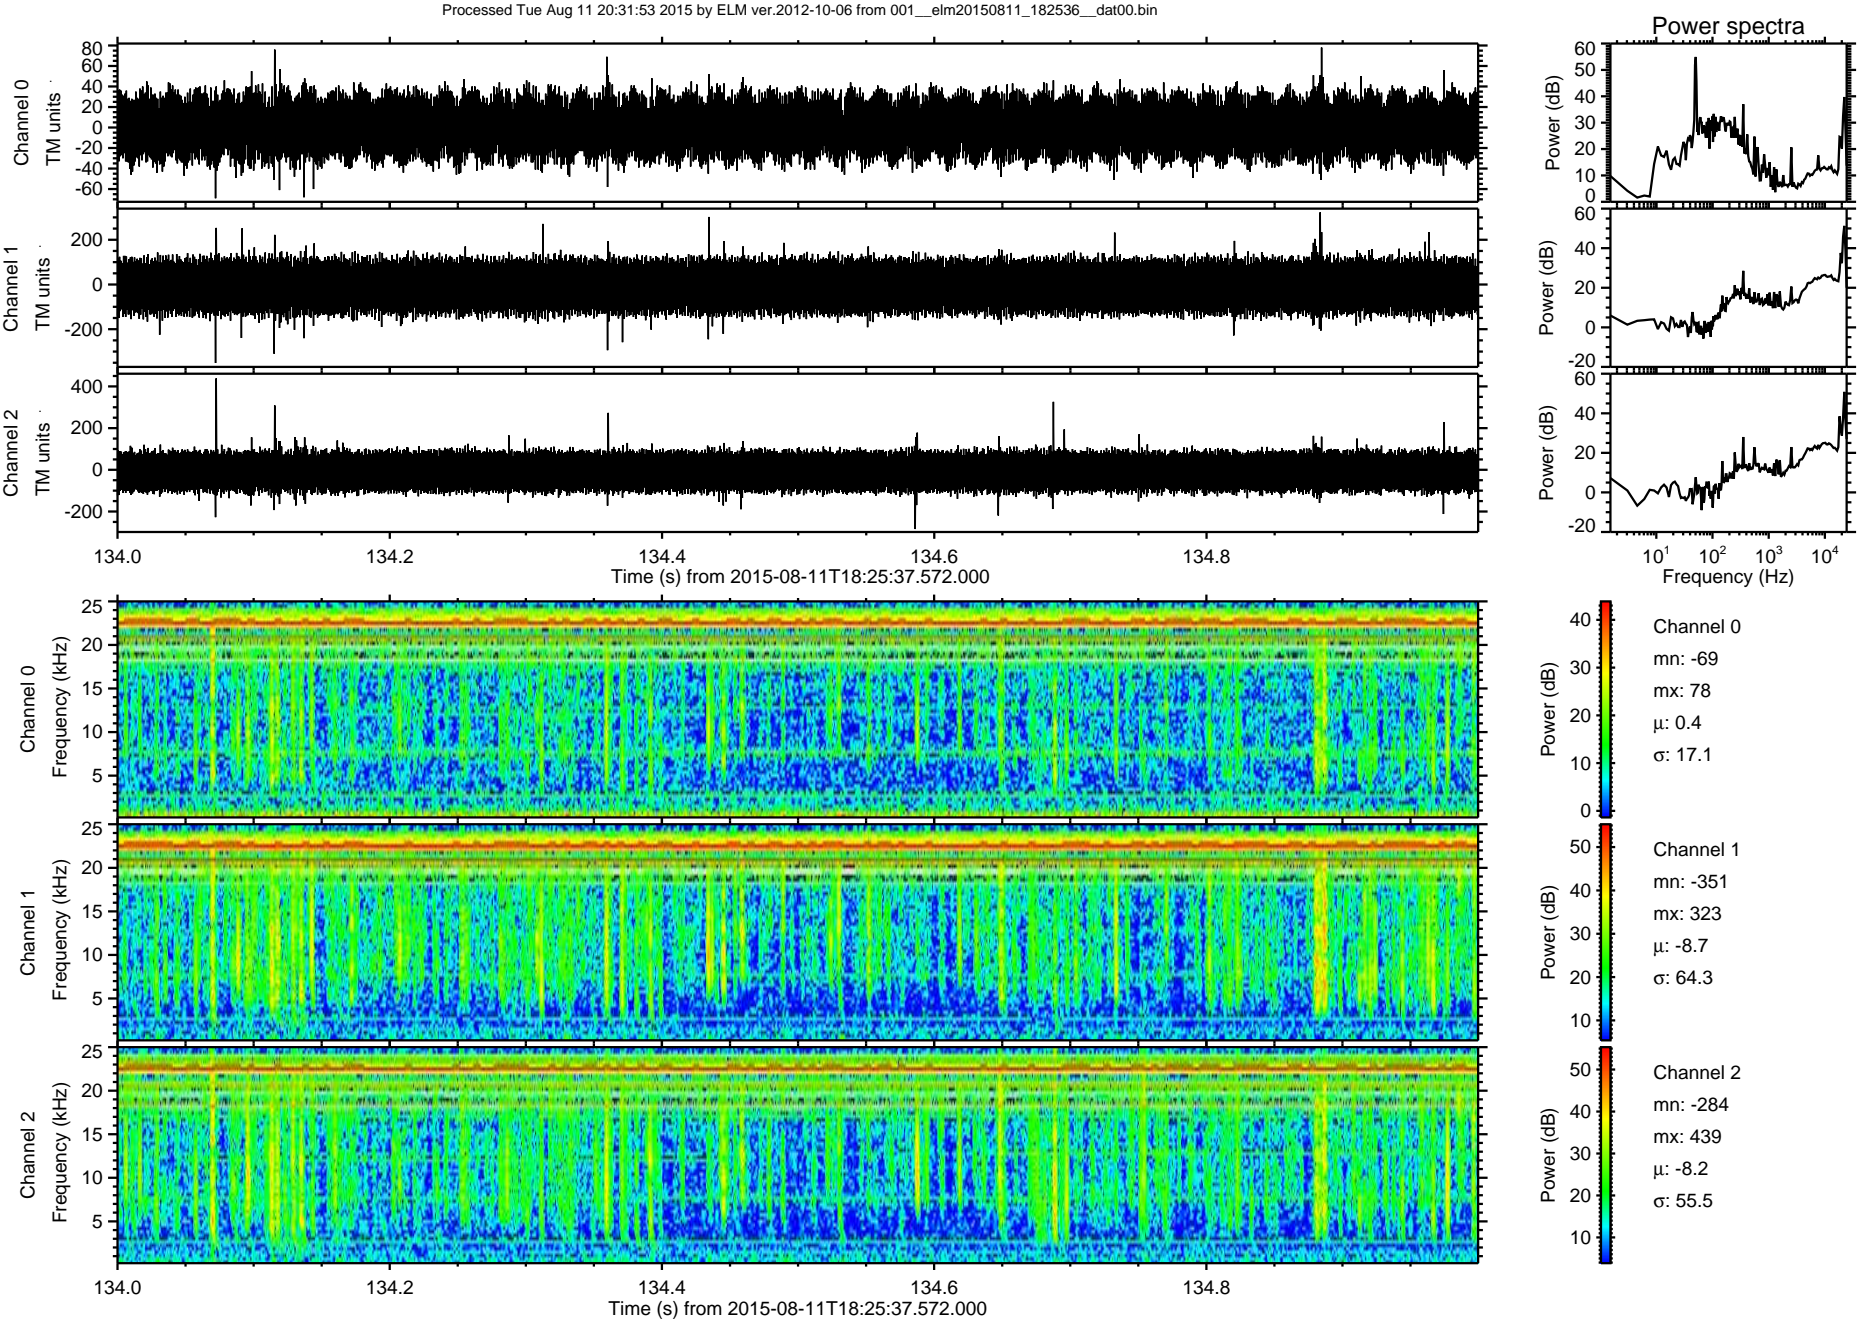 Processed Tue Aug 11 20:31:53 2015 by ELM ver.2012-10-06 from 001__elm20150811_182536__dat00.bin
Power spectra
Channel 0
TM units
80
60
40
20
0
-20
-40
-60
Power (dB)
60
50
40
30
20
10
0
Channel 1
TM units
200
0
-200
Power (dB)
60
40
20
0
-20
Channel 2
TM units
400
200
0
-200
Power (dB)
60
40
20
0
-20
134.0 134.2 134.4 134.6 134.8
Time (s) from 2015-08-11T18:25:37.572.000
10¹ 10² 10³ 10⁴
Frequency (Hz)
Channel 0
Frequency (kHz)
25
20
15
10
5
Power (dB)
40
30
20
10
0
Channel 0
mn: -69
mx: 78
μ: 0.4
σ: 17.1
Channel 1
Frequency (kHz)
25
20
15
10
5
Power (dB)
50
40
30
20
10
Channel 1
mn: -351
mx: 323
μ: -8.7
σ: 64.3
Channel 2
Frequency (kHz)
25
20
15
10
5
Power (dB)
50
40
30
20
10
Channel 2
mn: -284
mx: 439
μ: -8.2
σ: 55.5
134.0 134.2 134.4 134.6 134.8
Time (s) from 2015-08-11T18:25:37.572.000